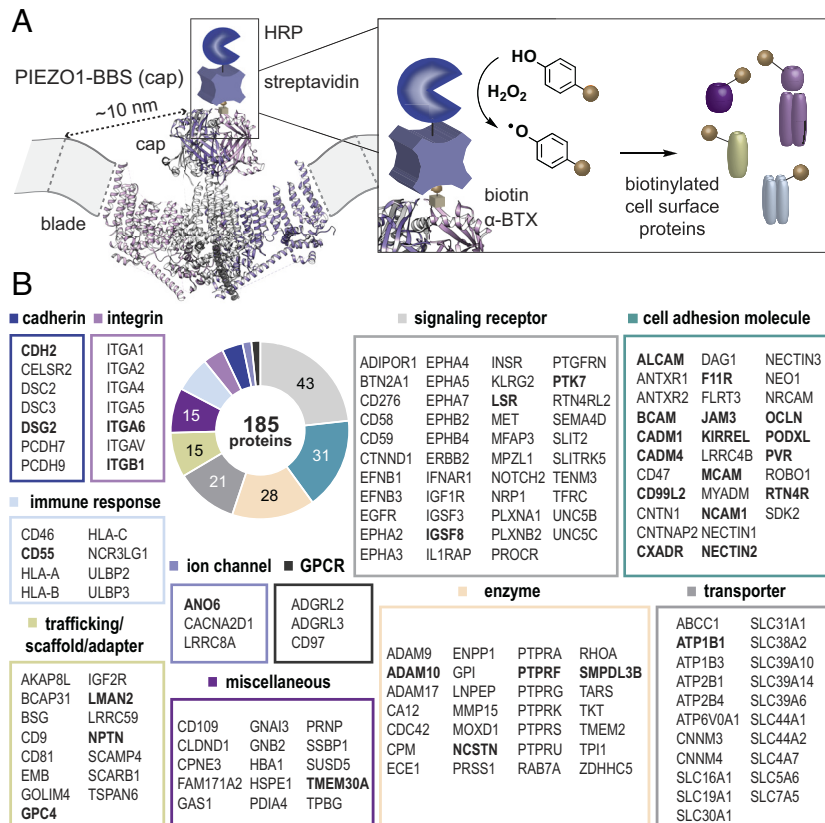 A
HRP
PIEZO1-BBS (cap)
streptavidin
~10 nm
cap
blade
HO
H2O2
•O
biotin
α-BTX
biotinylated
cell surface
proteins
B
cadherin
CDH2
CELSR2
DSC2
DSC3
DSG2
PCDH7
PCDH9
integrin
ITGA1
ITGA2
ITGA4
ITGA5
ITGA6
ITGAV
ITGB1
43
31
28
21
15
15
185
proteins
signaling receptor
ADIPOR1 EPHA4 INSR PTGFRN
BTN2A1 EPHA5 KLRG2 PTK7
CD276 EPHA7 LSR RTN4RL2
CD58 EPHB2 MET SEMA4D
CD59 EPHB4 MFAP3 SLIT2
CTNND1 ERBB2 MPZL1 SLITRK5
EFNB1 IFNAR1 NOTCH2 TENM3
EFNB3 IGF1R NRP1 TFRC
EGFR IGSF3 PLXNA1 UNC5B
EPHA2 IGSF8 PLXNB2 UNC5C
EPHA3 IL1RAP PROCR
cell adhesion molecule
ALCAM DAG1 NECTIN3
ANTXR1 F11R NEO1
ANTXR2 FLRT3 NRCAM
BCAM JAM3 OCLN
CADM1 KIRREL PODXL
CADM4 LRRC4B PVR
CD47 MCAM ROBO1
CD99L2 MYADM RTN4R
CNTN1 NCAM1 SDK2
CNTNAP2 NECTIN1
CXADR NECTIN2
immune response
CD46 HLA-C
CD55 NCR3LG1
HLA-A ULBP2
HLA-B ULBP3
ion channel
ANO6
CACNA2D1
LRRC8A
GPCR
ADGRL2
ADGRL3
CD97
enzyme
ADAM9 ENPP1 PTPRA RHOA
ADAM10 GPI PTPRF SMPDL3B
ADAM17 LNPEP PTPRG TARS
CA12 MMP15 PTPRK TKT
CDC42 MOXD1 PTPRS TMEM2
CPM NCSTN PTPRU TPI1
ECE1 PRSS1 RAB7A ZDHHC5
transporter
ABCC1 SLC31A1
ATP1B1 SLC38A2
ATP1B3 SLC39A10
ATP2B1 SLC39A14
ATP2B4 SLC39A6
ATP6V0A1 SLC44A1
CNNM3 SLC44A2
CNNM4 SLC4A7
SLC16A1 SLC5A6
SLC19A1 SLC7A5
SLC30A1
trafficking/
scaffold/adapter
AKAP8L IGF2R
BCAP31 LMAN2
BSG LRRC59
CD9 NPTN
CD81 SCAMP4
EMB SCARB1
GOLIM4 TSPAN6
GPC4
miscellaneous
CD109 GNAI3 PRNP
CLDND1 GNB2 SSBP1
CPNE3 HBA1 SUSD5
FAM171A2 HSPE1 TMEM30A
GAS1 PDIA4 TPBG